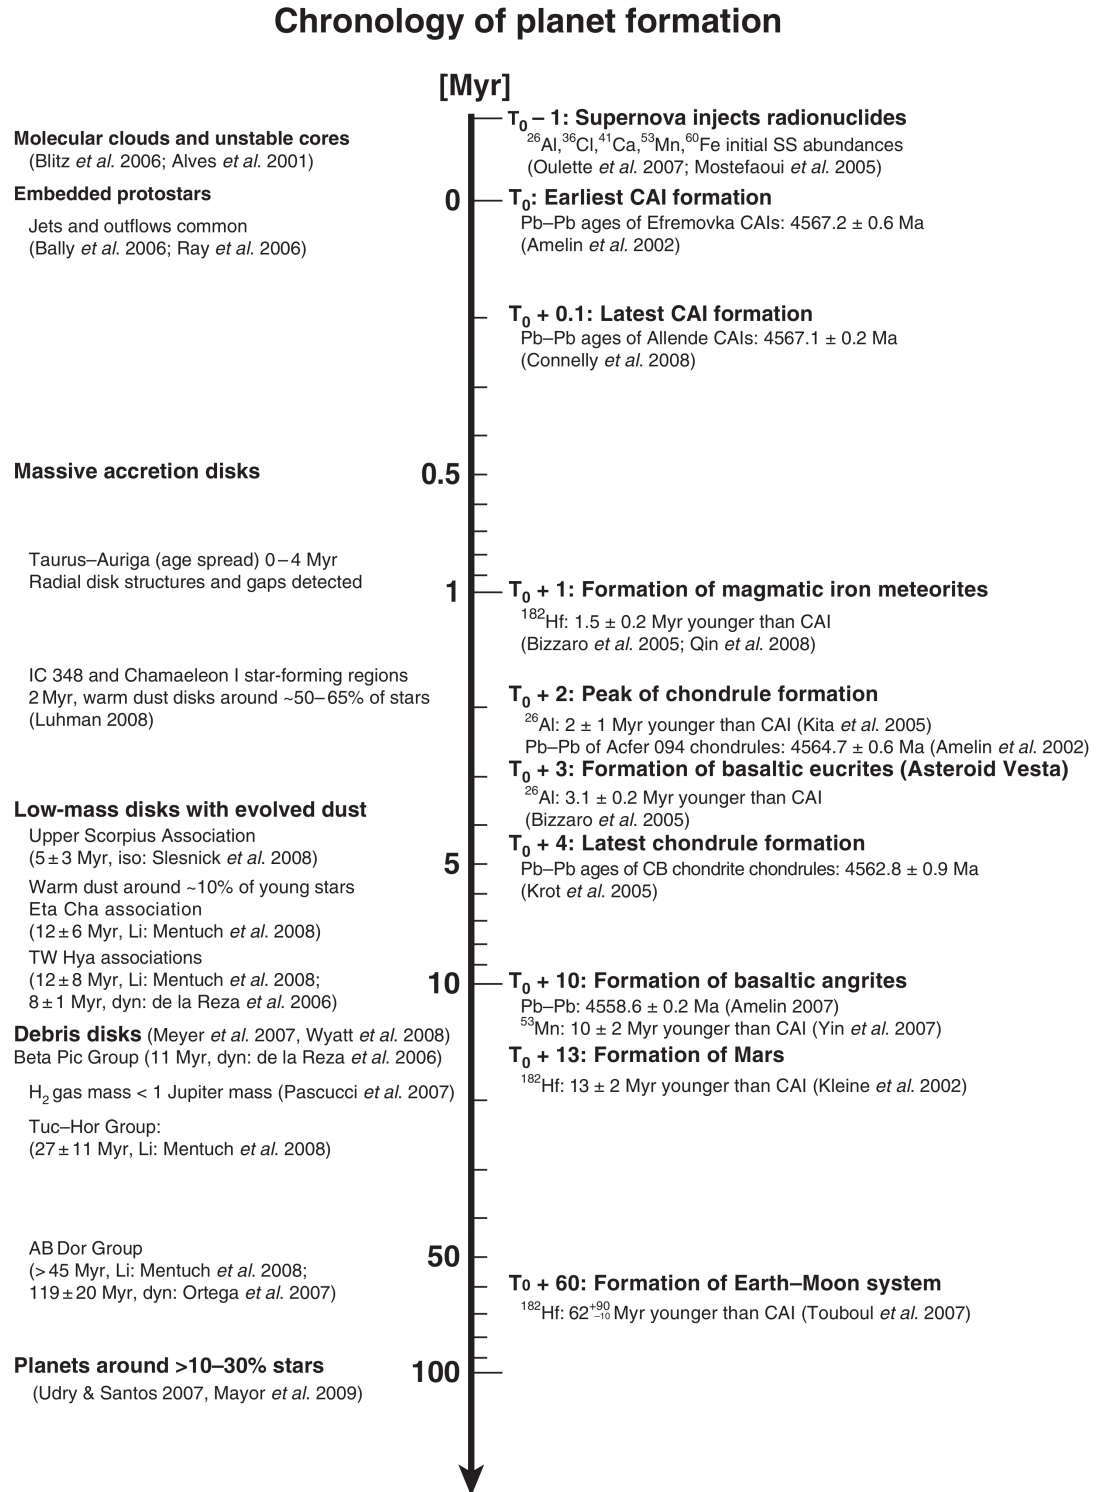 Chronology of planet formation
[Myr]
Molecular clouds and unstable cores
(Blitz et al. 2006; Alves et al. 2001)
Embedded protostars
Jets and outflows common
(Bally et al. 2006; Ray et al. 2006)
Massive accretion disks
Taurus–Auriga (age spread) 0–4 Myr
Radial disk structures and gaps detected
IC 348 and Chamaeleon I star-forming regions
2 Myr, warm dust disks around ~50–65% of stars
(Luhman 2008)
Low-mass disks with evolved dust
Upper Scorpius Association
(5 ± 3 Myr, iso: Slesnick et al. 2008)
Warm dust around ~10% of young stars
Eta Cha association
(12 ± 6 Myr, Li: Mentuch et al. 2008)
TW Hya associations
(12 ± 8 Myr, Li: Mentuch et al. 2008;
8 ± 1 Myr, dyn: de la Reza et al. 2006)
Debris disks (Meyer et al. 2007, Wyatt et al. 2008)
Beta Pic Group (11 Myr, dyn: de la Reza et al. 2006)
H₂ gas mass < 1 Jupiter mass (Pascucci et al. 2007)
Tuc–Hor Group:
(27 ± 11 Myr, Li: Mentuch et al. 2008)
AB Dor Group
(> 45 Myr, Li: Mentuch et al. 2008;
119 ± 20 Myr, dyn: Ortega et al. 2007)
Planets around >10–30% stars
(Udry & Santos 2007, Mayor et al. 2009)
0
0.5
1
5
10
50
100
T₀ – 1: Supernova injects radionuclides
²⁶Al,³⁶Cl,⁴¹Ca,⁵³Mn,⁶⁰Fe initial SS abundances
(Oulette et al. 2007; Mostefaoui et al. 2005)
T₀: Earliest CAI formation
Pb–Pb ages of Efremovka CAIs: 4567.2 ± 0.6 Ma
(Amelin et al. 2002)
T₀ + 0.1: Latest CAI formation
Pb–Pb ages of Allende CAIs: 4567.1 ± 0.2 Ma
(Connelly et al. 2008)
T₀ + 1: Formation of magmatic iron meteorites
¹⁸²Hf: 1.5 ± 0.2 Myr younger than CAI
(Bizzaro et al. 2005; Qin et al. 2008)
T₀ + 2: Peak of chondrule formation
²⁶Al: 2 ± 1 Myr younger than CAI (Kita et al. 2005)
Pb–Pb of Acfer 094 chondrules: 4564.7 ± 0.6 Ma (Amelin et al. 2002)
T₀ + 3: Formation of basaltic eucrites (Asteroid Vesta)
²⁶Al: 3.1 ± 0.2 Myr younger than CAI
(Bizzaro et al. 2005)
T₀ + 4: Latest chondrule formation
Pb–Pb ages of CB chondrite chondrules: 4562.8 ± 0.9 Ma
(Krot et al. 2005)
T₀ + 10: Formation of basaltic angrites
Pb–Pb: 4558.6 ± 0.2 Ma (Amelin 2007)
⁵³Mn: 10 ± 2 Myr younger than CAI (Yin et al. 2007)
T₀ + 13: Formation of Mars
¹⁸²Hf: 13 ± 2 Myr younger than CAI (Kleine et al. 2002)
T0 + 60: Formation of Earth–Moon system
¹⁸²Hf: 62⁺⁹⁰₋₁₀ Myr younger than CAI (Touboul et al. 2007)